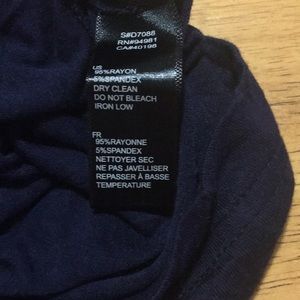 S#D7088
RN#94981
CA#40198
US
95%RAYON
5%SPANDEX
DRY CLEAN
DO NOT BLEACH
IRON LOW
FR
95%RAYONNE
5%SPANDEX
NETTOYER SEC
NE PAS JAVELLISER
REPASSER À BASSE
TEMPERATURE